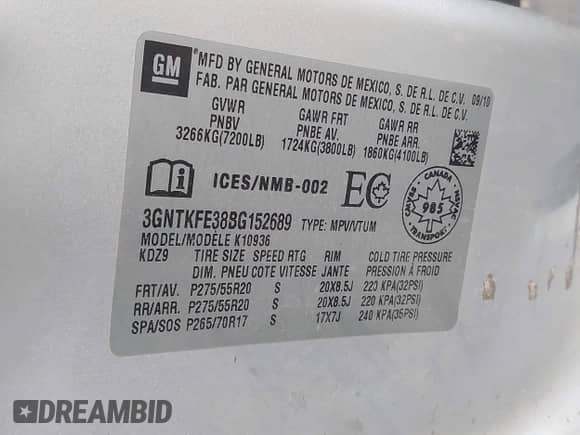 GM
*MFD BY GENERAL MOTORS DE MEXICO, S. DE R.L. DE C.V. 09/10
FAB. PAR GENERAL MOTORS DE MEXICO, S. DE R.L. DE C.V.
GVWR GAWR FRT GAWR RR
PNBV PNBE AV. PNBE ARR.
3266KG(7200LB) 1724KG(3800LB) 1860KG(4100LB)
ICES/NMB-002 EC
CANADA
CMVSS NSVAC
985
TRANSPORT
3GNTKFE38BG152689 TYPE: MPV/VTUM
MODEL/MODÈLE K10936
KDZ9 TIRE SIZE SPEED RTG RIM COLD TIRE PRESSURE
DIM. PNEU COTE VITESSE JANTE PRESSION À FROID
FRT/AV. P275/55R20 S 20X8.5J 220 KPA(32PSI)
RR/ARR. P275/55R20 S 20X8.5J 220 KPA(32PSI)
SPA/SOS P265/70R17 S 17X7J 240 KPA(35PSI)
DREAMBID